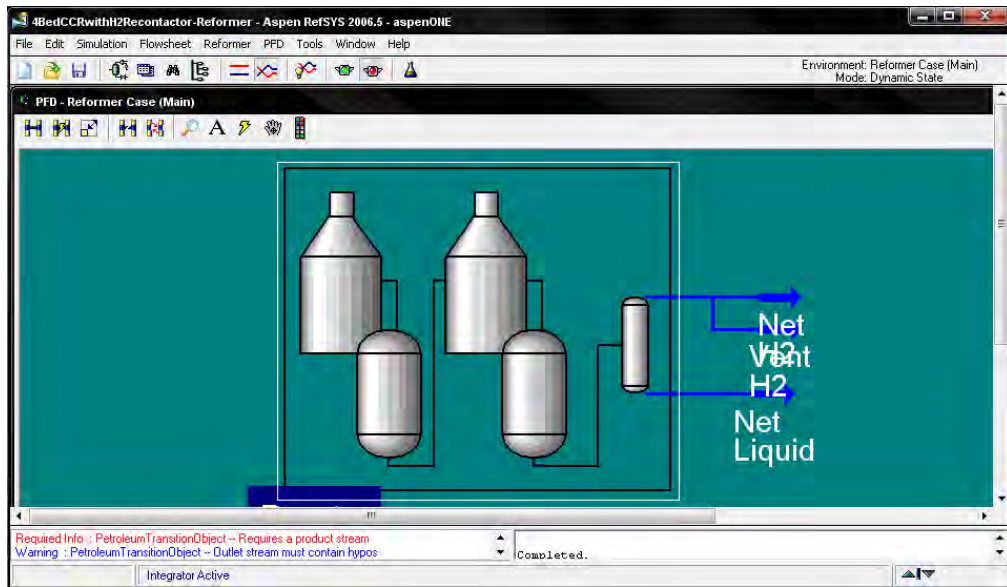 4BedCCRwithH2Recontactor-Reformer - Aspen RefSYS 2006.5 - aspenONE
File Edit Simulation Flowsheet Reformer PFD Tools Window Help
Environment: Reformer Case (Main)
Mode: Dynamic State
PFD - Reformer Case (Main)
A
Net
H2
Vent
H2
Net
Liquid
Required Info : PetroleumTransitionObject -- Requires a product stream
Warning : PetroleumTransitionObject -- Outlet stream must contain hypos
Completed.
Integrator Active